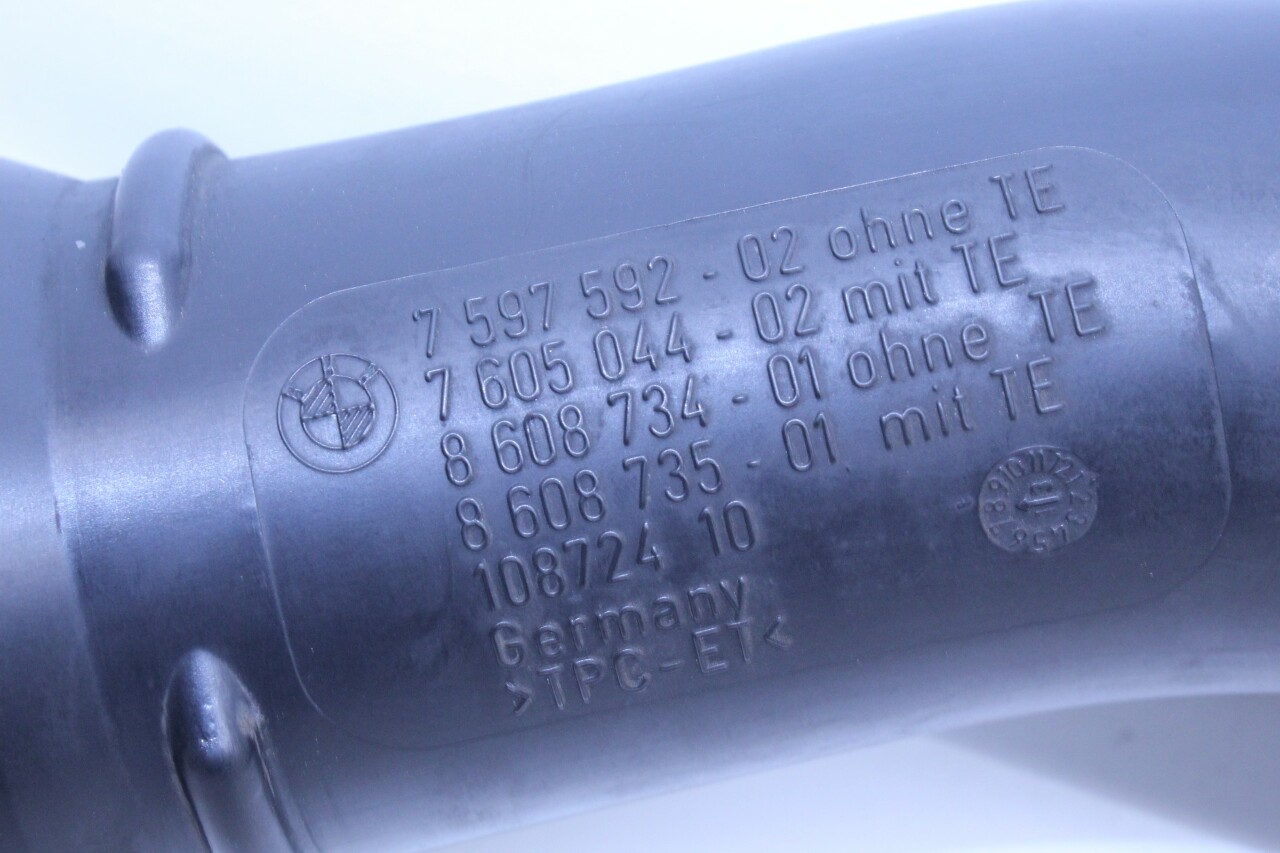 7 597 592 - 02 ohne TE
7 605 044 - 02 mit TE
8 608 734 - 01 ohne TE
8 608 735 - 01 mit TE
108724 10
Germany
>TPC-ET<